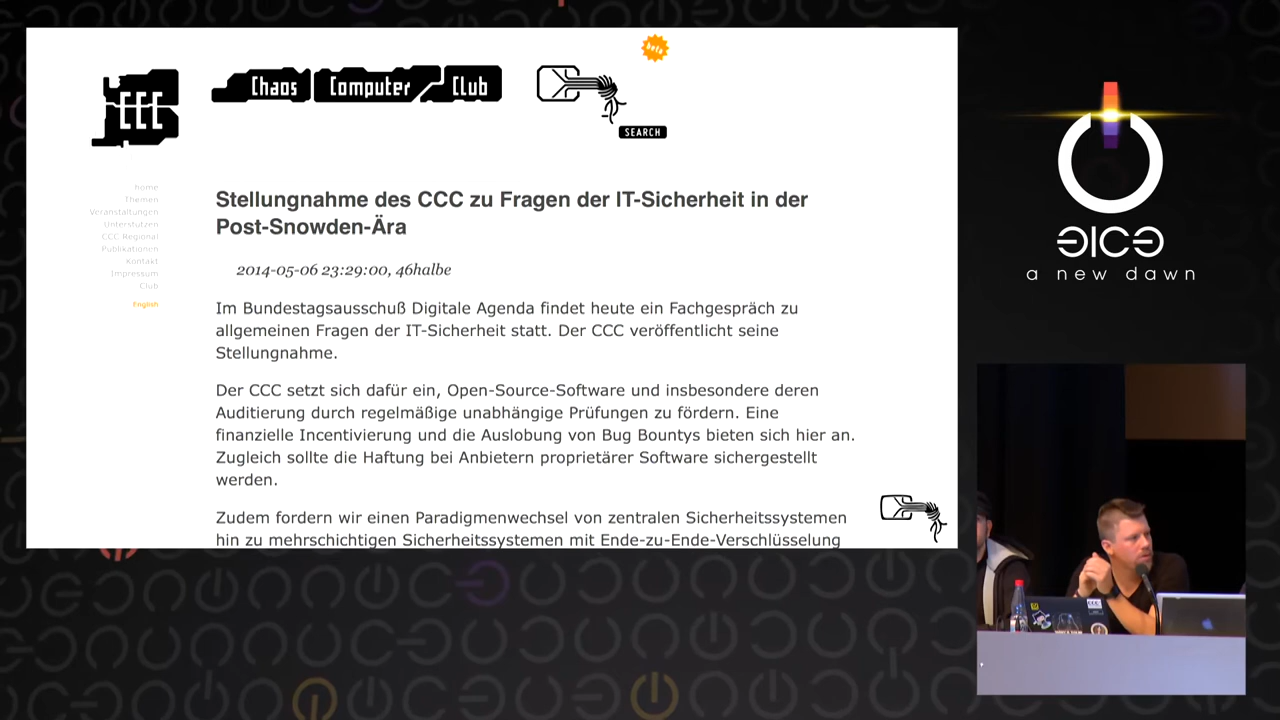 beta
CCC
Chaos Computer Club
SEARCH
home
Themen
Veranstaltungen
Unterstützen
CCC Regional
Publikationen
Kontakt
Impressum
Club
English
Stellungnahme des CCC zu Fragen der IT-Sicherheit in der
Post-Snowden-Ära
2014-05-06 23:29:00, 46halbe
Im Bundestagsausschuß Digitale Agenda findet heute ein Fachgespräch zu
allgemeinen Fragen der IT-Sicherheit statt. Der CCC veröffentlicht seine
Stellungnahme.
Der CCC setzt sich dafür ein, Open-Source-Software und insbesondere deren
Auditierung durch regelmäßige unabhängige Prüfungen zu fördern. Eine
finanzielle Incentivierung und die Auslobung von Bug Bountys bieten sich hier an.
Zugleich sollte die Haftung bei Anbietern proprietärer Software sichergestellt
werden.
Zudem fordern wir einen Paradigmenwechsel von zentralen Sicherheitssystemen
hin zu mehrschichtigen Sicherheitssystemen mit Ende-zu-Ende-Verschlüsselung
31C3
a new dawn
CCC